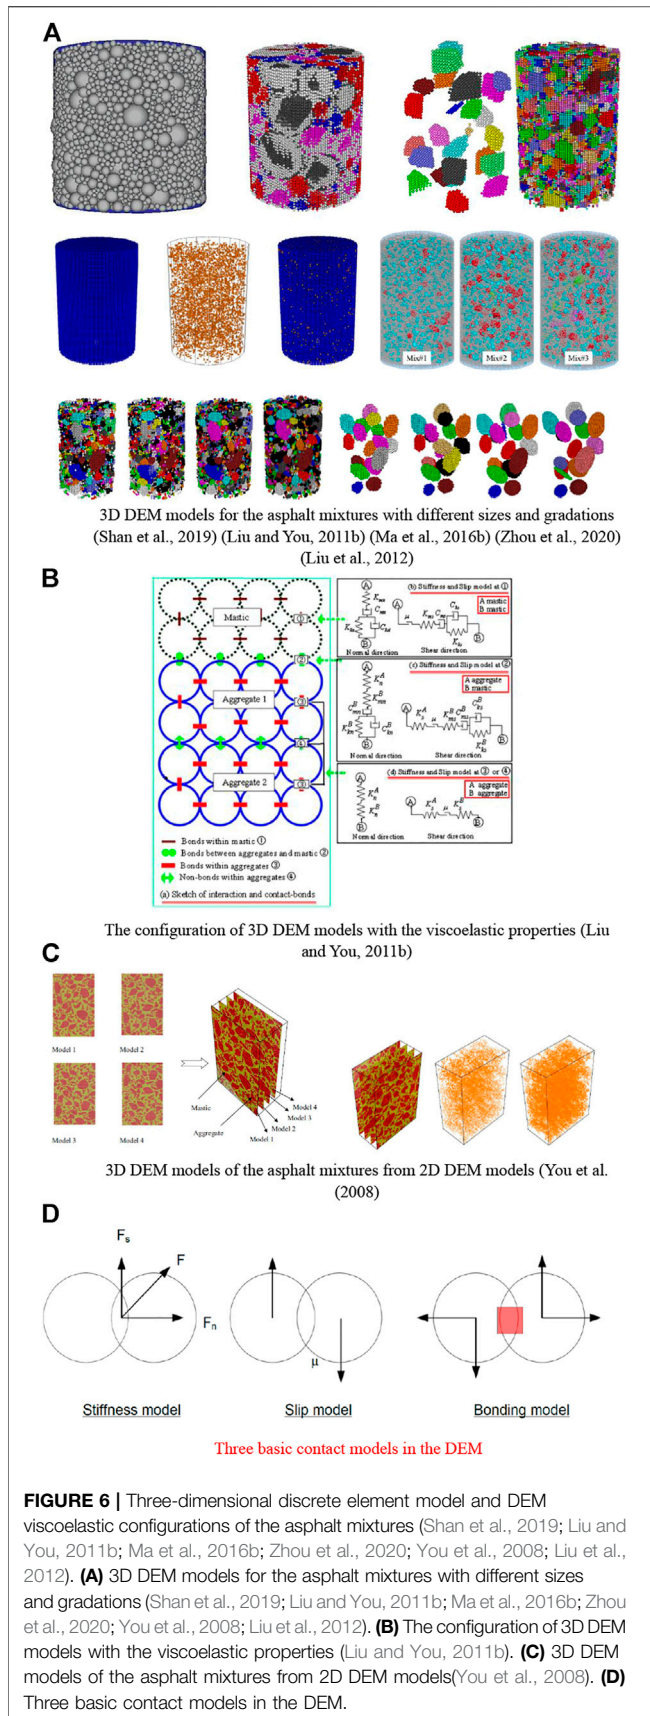 A
Mix#1
Mix#2
Mix#3
3D DEM models for the asphalt mixtures with different sizes and gradations
(Shan et al., 2019) (Liu and You, 2011b) (Ma et al., 2016b) (Zhou et al., 2020)
(Liu et al., 2012)
B
Mastic
①
②
Aggregate 1
③
④
Aggregate 2
③
Bonds within mastic ①
Bonds between aggregates and mastic ②
Bonds within aggregates ③
Non-bonds within aggregates ④
(a) Sketch of interaction and contact-bonds
(b) Stiffness and Slip model at ①
A mastic
B mastic
Normal direction
Shear direction
(c) Stiffness and Slip model at ②
A aggregate
B mastic
Normal direction
Shear direction
(d) Stiffness and Slip model at ③ or ④
A aggregate
B aggregate
Normal direction
Shear direction
The configuration of 3D DEM models with the viscoelastic properties (Liu
and You, 2011b)
C
Model 1
Model 2
Model 3
Model 4
Mastic
Aggregate
Model 4
Model 3
Model 2
Model 1
3D DEM models of the asphalt mixtures from 2D DEM models (You et al.
(2008)
D
Fs
F
Fn
μ
Stiffness model
Slip model
Bonding model
Three basic contact models in the DEM
FIGURE 6 | Three-dimensional discrete element model and DEM
viscoelastic configurations of the asphalt mixtures (Shan et al., 2019; Liu and
You, 2011b; Ma et al., 2016b; Zhou et al., 2020; You et al., 2008; Liu et al.,
2012). (A) 3D DEM models for the asphalt mixtures with different sizes
and gradations (Shan et al., 2019; Liu and You, 2011b; Ma et al., 2016b; Zhou
et al., 2020; You et al., 2008; Liu et al., 2012). (B) The configuration of 3D DEM
models with the viscoelastic properties (Liu and You, 2011b). (C) 3D DEM
models of the asphalt mixtures from 2D DEM models(You et al., 2008). (D)
Three basic contact models in the DEM.